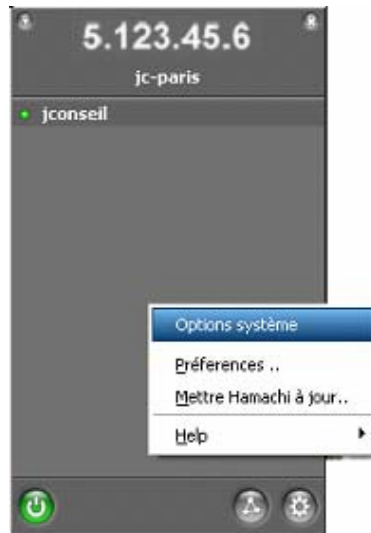 5.123.45.6
jc-paris
jconseil
Options système
Préferences ..
Mettre Hamachi à jour..
Help